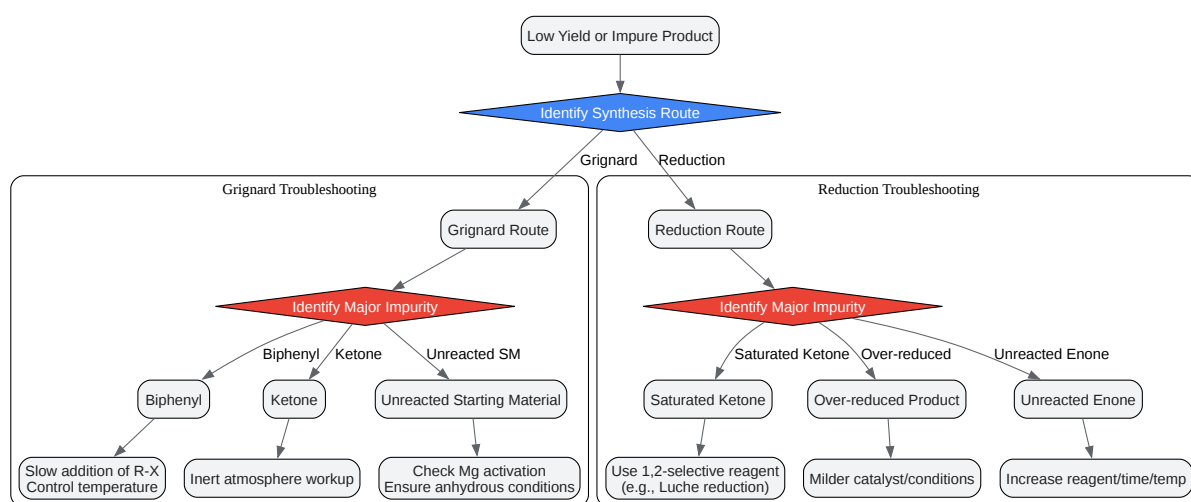 Low Yield or Impure Product
Identify Synthesis Route
Grignard
Reduction
Grignard Troubleshooting
Reduction Troubleshooting
Grignard Route
Reduction Route
Identify Major Impurity
Identify Major Impurity
Biphenyl
Ketone
Unreacted SM
Saturated Ketone
Over-reduced
Unreacted Enone
Biphenyl
Ketone
Unreacted Starting Material
Saturated Ketone
Over-reduced Product
Unreacted Enone
Slow addition of R-X
Control temperature
Inert atmosphere workup
Check Mg activation
Ensure anhydrous conditions
Use 1,2-selective reagent
(e.g., Luche reduction)
Milder catalyst/conditions
Increase reagent/time/temp